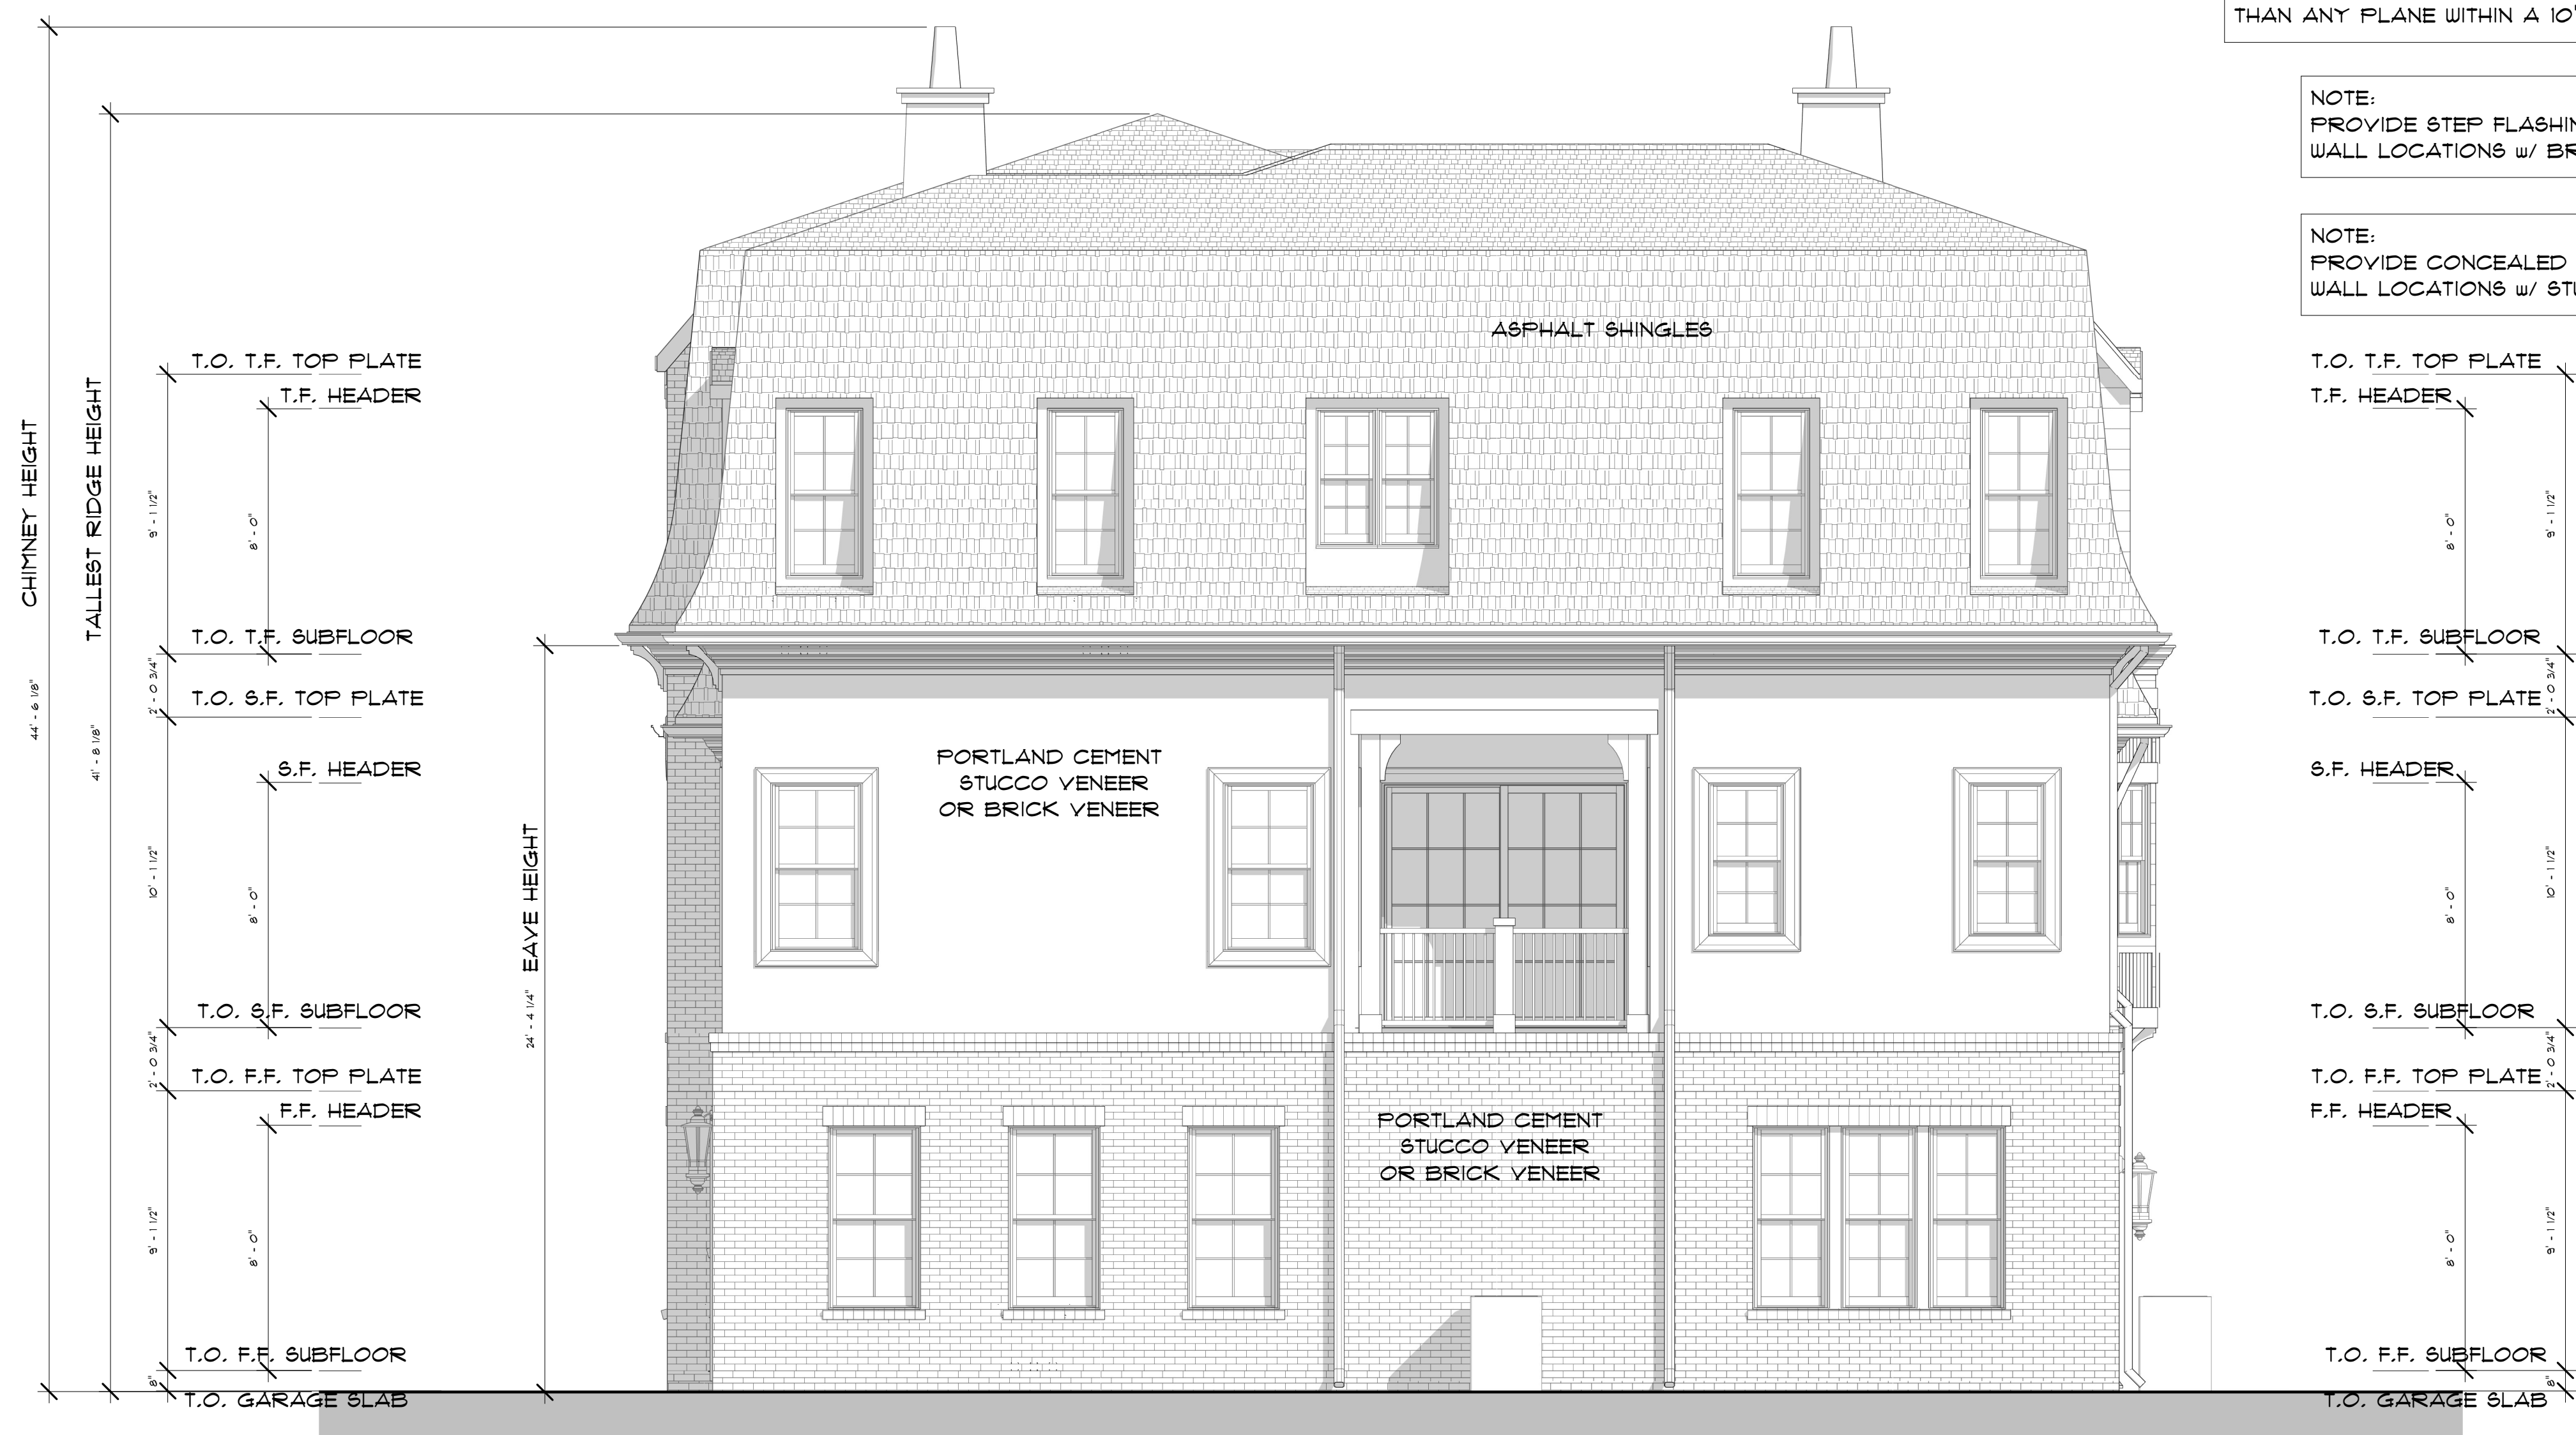 THAN ANY PLANE WITHIN A 10'
NOTE:
PROVIDE STEP FLASHIN
WALL LOCATIONS w/ BR
NOTE:
PROVIDE CONCEALED
WALL LOCATIONS w/ STU
CHIMNEY HEIGHT
44' - 6 1/8"
TALLEST RIDGE HEIGHT
41' - 8 1/8"
T.O. T.F. TOP PLATE
T.F. HEADER
9' - 1 1/2"
8' - 0"
T.O. T.F. SUBFLOOR
2' - 0 3/4"
T.O. S.F. TOP PLATE
S.F. HEADER
10' - 1 1/2"
8' - 0"
T.O. S.F. SUBFLOOR
2' - 0 3/4"
T.O. F.F. TOP PLATE
F.F. HEADER
9' - 1 1/2"
8' - 0"
T.O. F.F. SUBFLOOR
8"
T.O. GARAGE SLAB
EAVE HEIGHT
24' - 4 1/4"
ASPHALT SHINGLES
PORTLAND CEMENT
STUCCO VENEER
OR BRICK VENEER
PORTLAND CEMENT
STUCCO VENEER
OR BRICK VENEER
T.O. T.F. TOP PLATE
T.F. HEADER
8' - 0"
9' - 1 1/2"
T.O. T.F. SUBFLOOR
2' - 0 3/4"
T.O. S.F. TOP PLATE
S.F. HEADER
8' - 0"
10' - 1 1/2"
T.O. S.F. SUBFLOOR
2' - 0 3/4"
T.O. F.F. TOP PLATE
F.F. HEADER
8' - 0"
9' - 1 1/2"
T.O. F.F. SUBFLOOR
8"
T.O. GARAGE SLAB